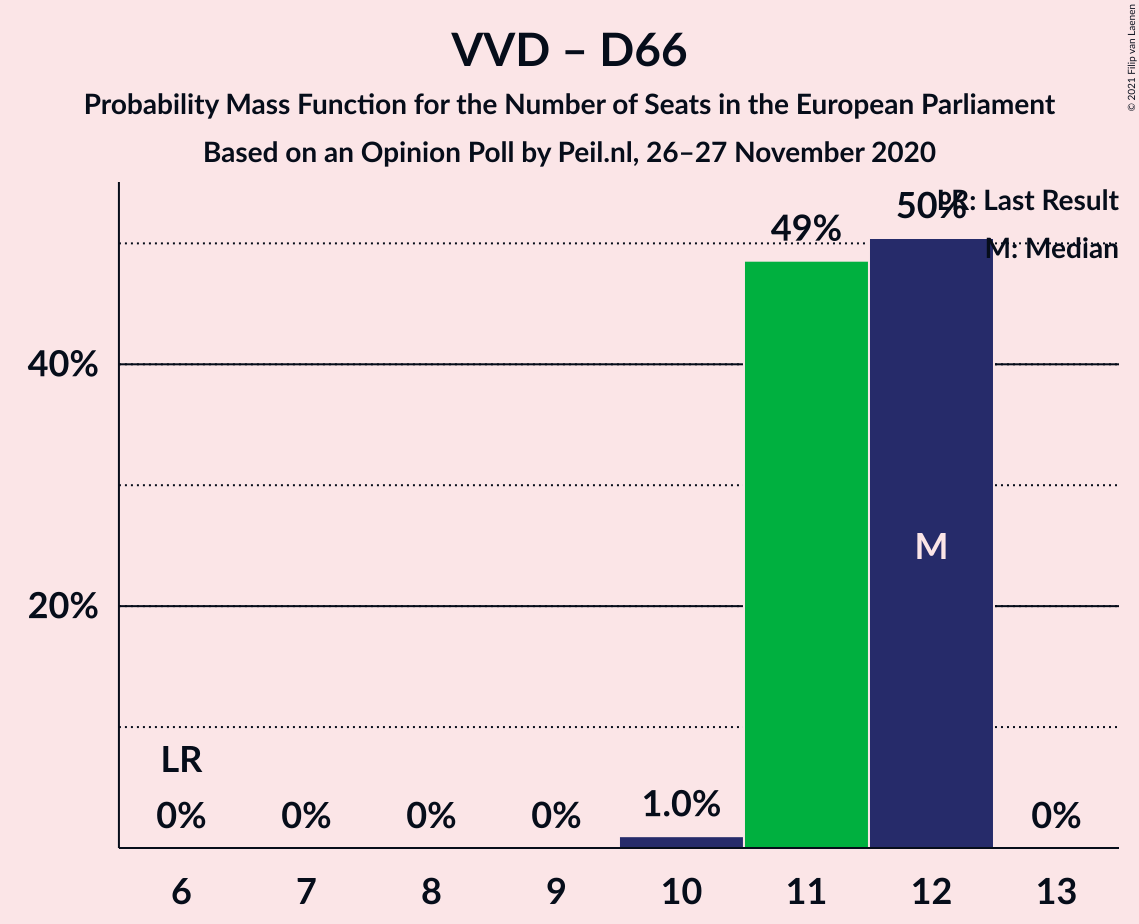 VVD – D66
Probability Mass Function for the Number of Seats in the European Parliament
Based on an Opinion Poll by Peil.nl, 26–27 November 2020
© 2021 Filip van Laenen
LR: Last Result
M: Median
50%
49%
40%
20%
M
LR
0% 0% 0% 0% 1.0% 0%
6 7 8 9 10 11 12 13